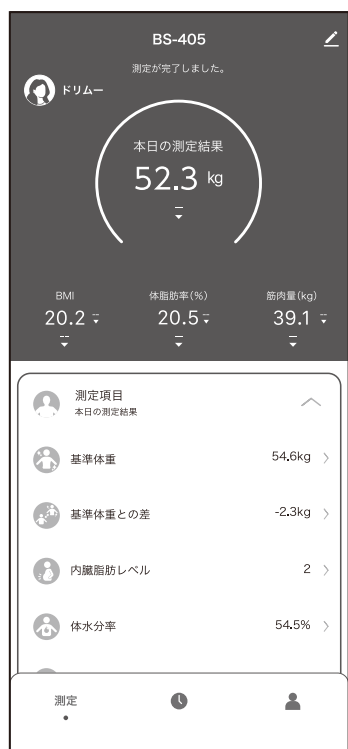 BS-405
測定が完了しました。
ドリムー
本日の測定結果
52.3 kg
BMI 体脂肪率(%) 筋肉量(kg)
20.2 20.5 39.1
測定項目
本日の測定結果
基準体重 54.6kg
基準体重との差 -2.3kg
内臓脂肪レベル 2
体水分率 54.5%
測定